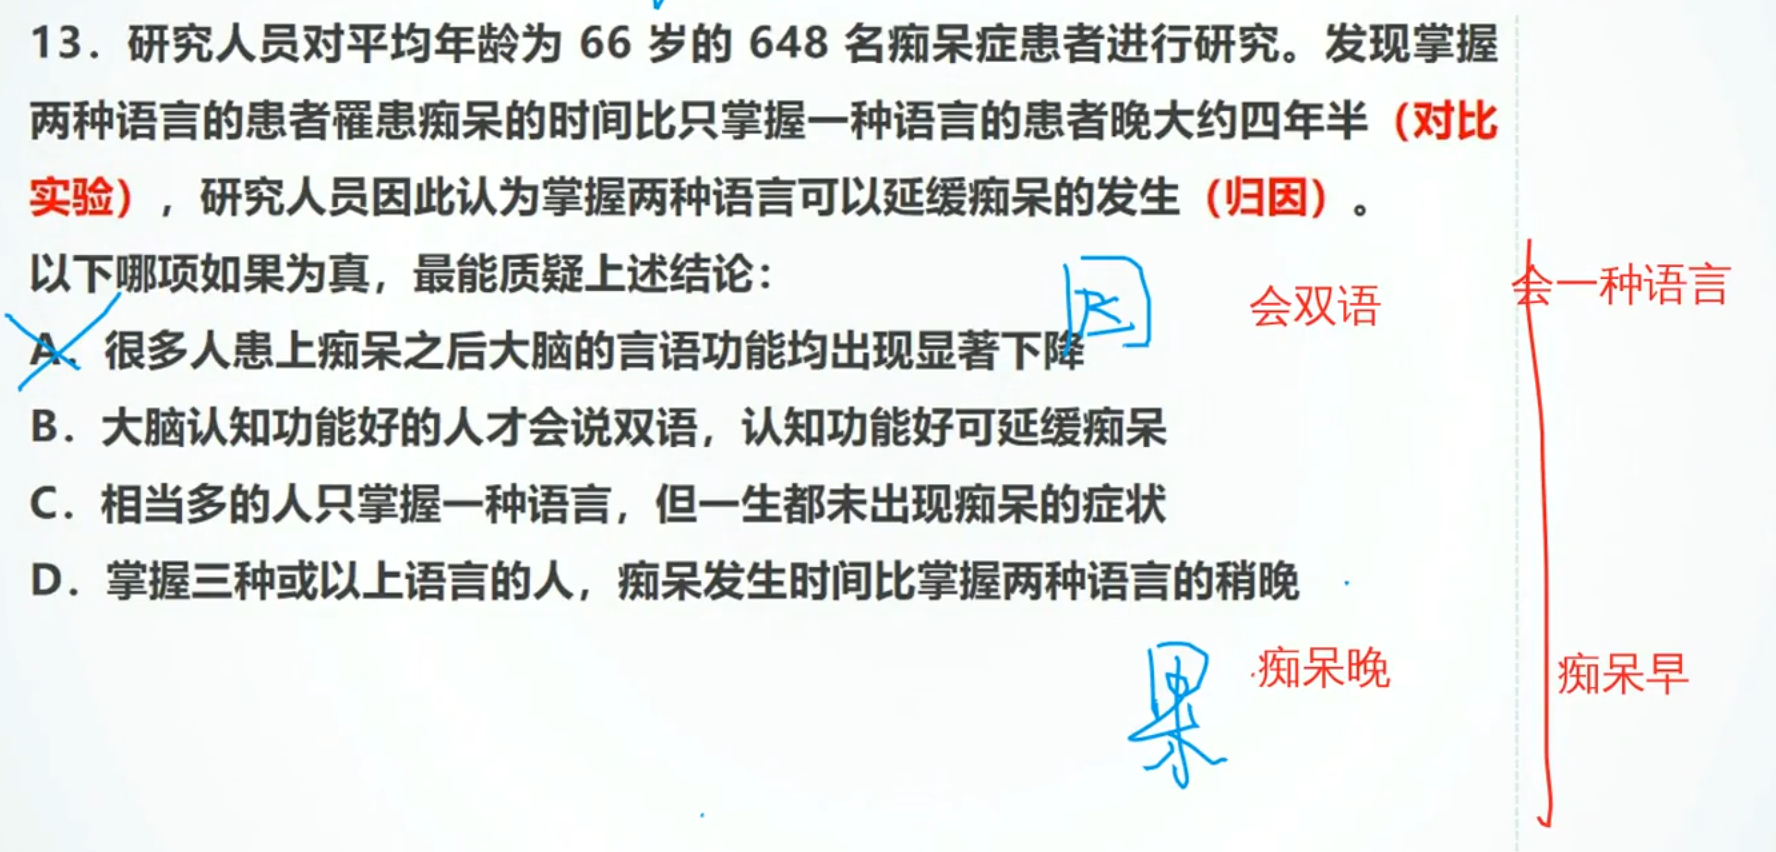 13．研究人员对平均年龄为 66 岁的 648 名痴呆症患者进行研究。发现掌握
两种语言的患者罹患痴呆的时间比只掌握一种语言的患者晚大约四年半（对比
实验），研究人员因此认为掌握两种语言可以延缓痴呆的发生（归因）。
以下哪项如果为真，最能质疑上述结论：
因
会双语
会一种语言
A．很多人患上痴呆之后大脑的言语功能均出现显著下降
B．大脑认知功能好的人才会说双语，认知功能好可延缓痴呆
C．相当多的人只掌握一种语言，但一生都未出现痴呆的症状
D．掌握三种或以上语言的人，痴呆发生时间比掌握两种语言的稍晚
果
痴呆晚
痴呆早